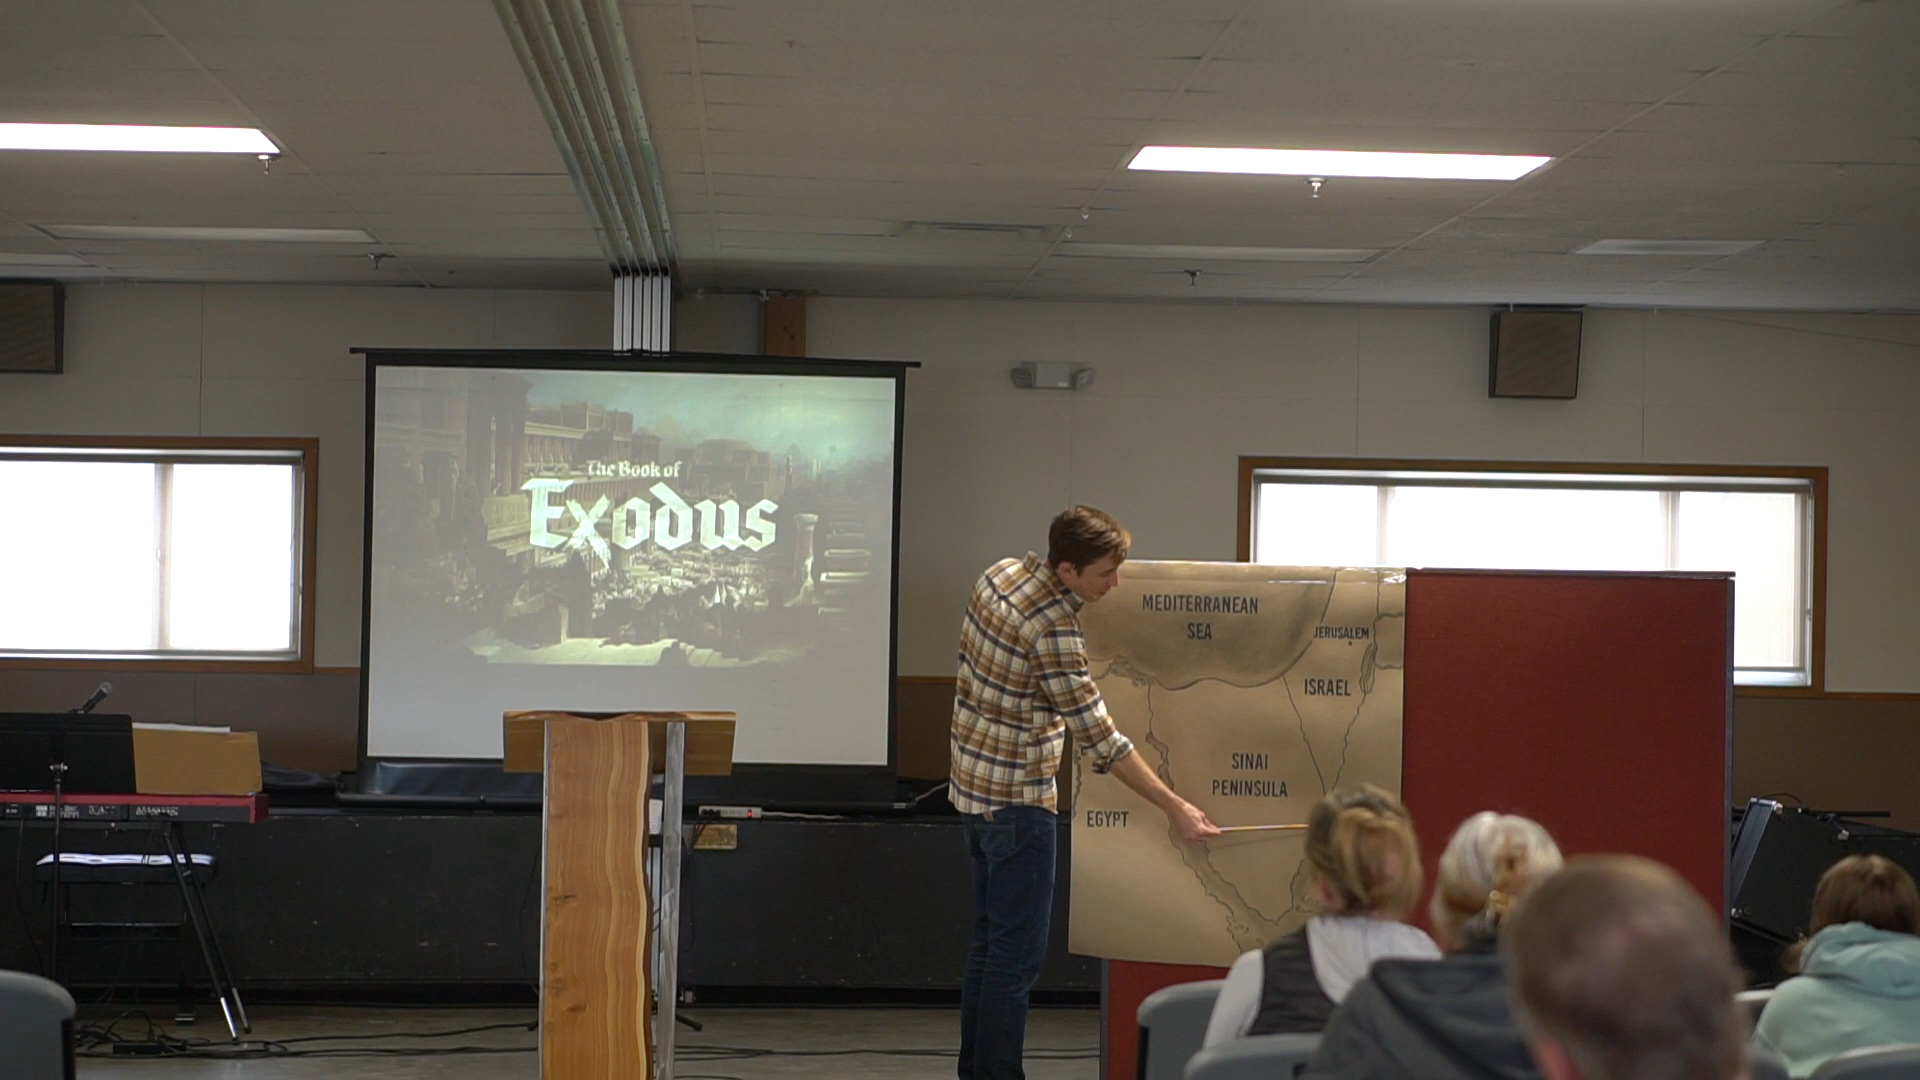 The Book of
Exodus
MEDITERRANEAN
SEA
JERUSALEM
ISRAEL
SINAI
PENINSULA
EGYPT